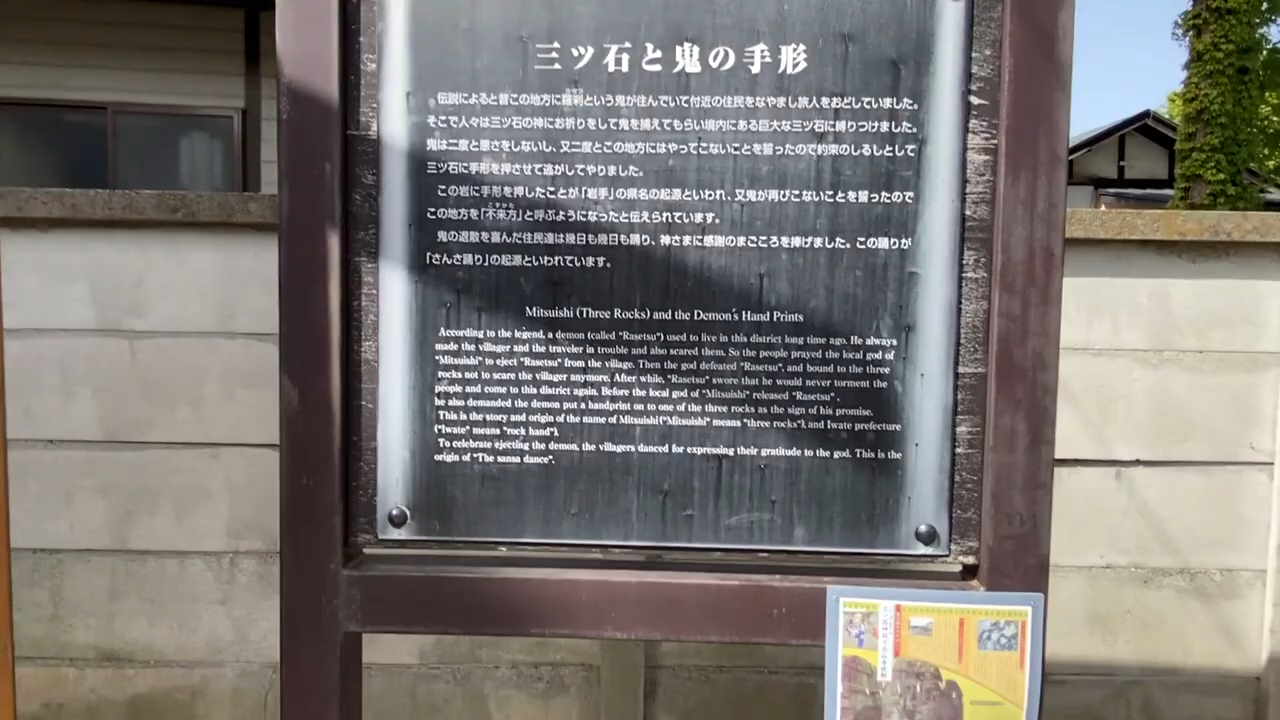 三ツ石と鬼の手形
伝説によると昔この地方に羅刹という鬼が住んでいて付近の住民をなやまし旅人をおどしていました。
そこで人々は三ツ石の神にお祈りをして鬼を捕えてもらい境内にある巨大な三ツ石に縛りつけました。
鬼は二度と悪さをしないし、又二度とこの地方にはやってこないことを誓ったので約束のしるしとして
三ツ石に手形を押させて逃がしてやりました。
この岩に手形を押したことが「岩手」の県名の起源といわれ、又鬼が再びこないことを誓ったので
この地方を「不来方」と呼ぶようになったと伝えられています。
鬼の退散を喜んだ住民達は幾日も幾日も踊り、神さまに感謝のまごころを捧げました。この踊りが
「さんさ踊り」の起源といわれています。
Mitsuishi (Three Rocks) and the Demon's Hand Prints
According to the legend, a demon (called "Rasetsu") used to live in this district long time ago. He always
made the villager and the traveler in trouble and also scared them. So the people prayed the local god of
"Mitsuishi" to eject "Rasetsu" from the village. Then the god defeated "Rasetsu", and bound to the three
rocks not to scare the villager anymore. After while, "Rasetsu" swore that he would never torment the
people and come to this district again. Before the local god of "Mitsuishi" released "Rasetsu" ,
he also demanded the demon put a handprint on to one of the three rocks as the sign of his promise.
This is the story and origin of the name of Mitsuishi("Mitsuishi" means "three rocks"), and Iwate prefecture
("Iwate" means "rock hand").
To celebrate ejecting the demon, the villagers danced for expressing their gratitude to the god. This is the
origin of "The sansa dance".